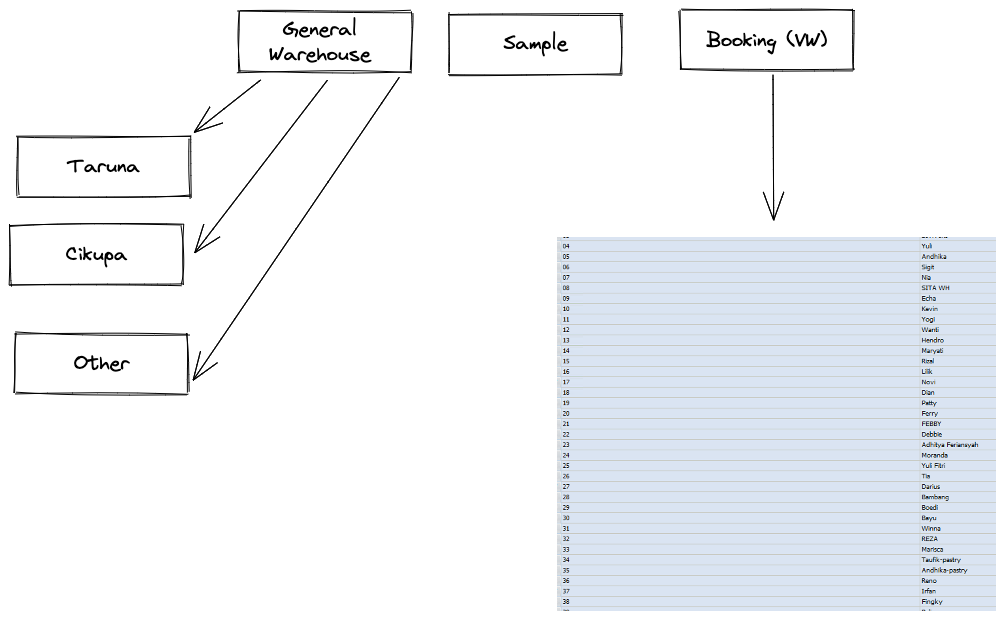 General
Warehouse
Sample
Booking (VW)
Taruna
Cikupa
Other
04 Yuli
05 Andhika
06 Sigit
07 Nia
08 SITA WH
09 Echa
10 Kevin
11 Yogi
12 Wanti
13 Hendro
14 Maryati
15 Rizal
16 Lilik
17 Novi
18 Dian
19 Patty
20 Ferry
21 FEBBY
22 Debbie
23 Adhitya Feriansyah
24 Moranda
25 Yuli Fitri
26 Tia
27 Darius
28 Bambang
29 Boedi
30 Bayu
31 Winna
32 REZA
33 Marisca
34 Taufik-pastry
35 Andhika-pastry
36 Reno
37 Irfan
38 Fingky